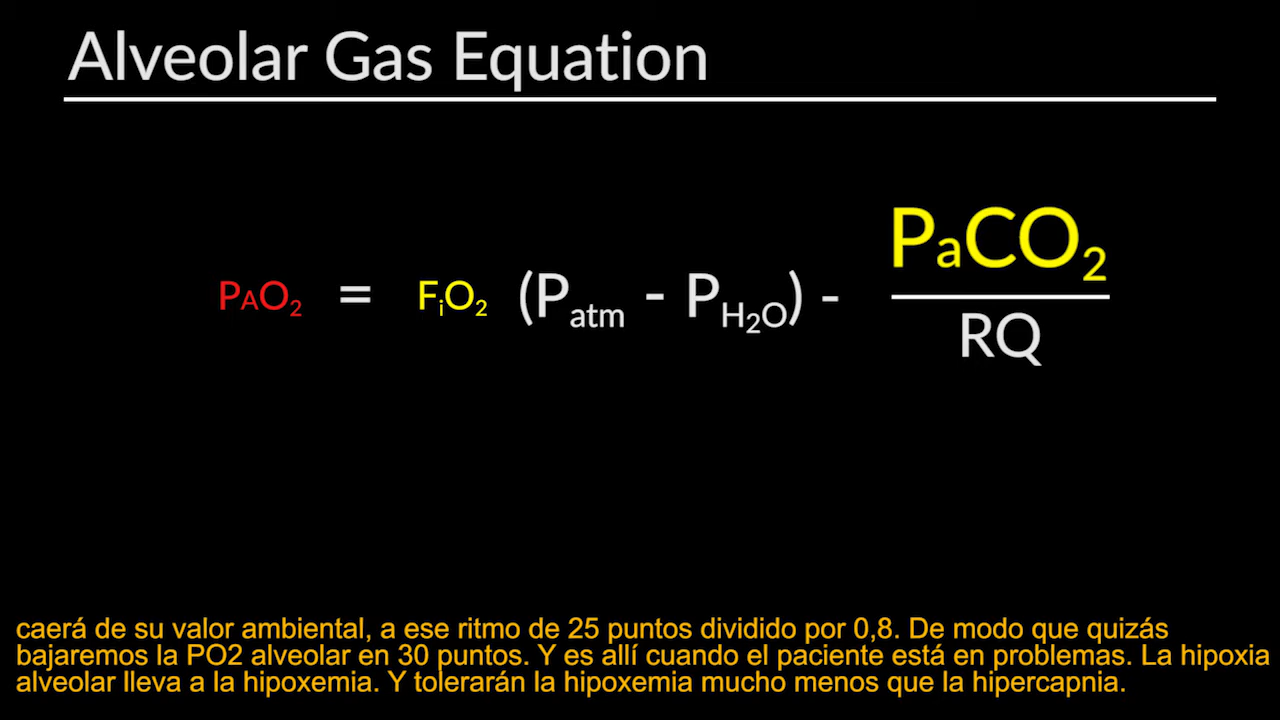 Alveolar Gas Equation
PAO₂ = FᵢO₂ (Patm - PH₂O) - PaCO₂ / RQ
caerá de su valor ambiental, a ese ritmo de 25 puntos dividido por 0,8. De modo que quizás
bajaremos la PO2 alveolar en 30 puntos. Y es allí cuando el paciente está en problemas. La hipoxia
alveolar lleva a la hipoxemia. Y tolerarán la hipoxemia mucho menos que la hipercapnia.